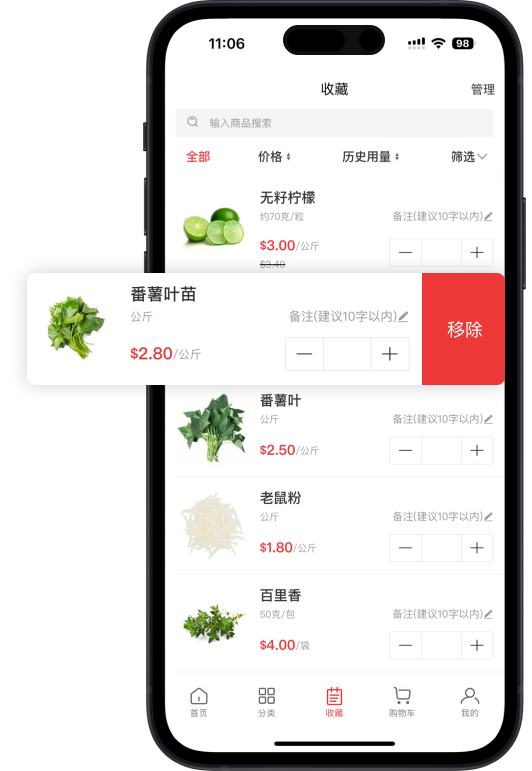 11:06
98
收藏
管理
输入商品搜索
全部 价格 历史用量 筛选
无籽柠檬
约70克/粒
备注(建议10字以内)
$3.00/公斤
$3.40
番薯叶苗
公斤
备注(建议10字以内)
$2.80/公斤
移除
番薯叶
公斤
备注(建议10字以内)
$2.50/公斤
老鼠粉
公斤
备注(建议10字以内)
$1.80/公斤
百里香
50克/包
备注(建议10字以内)
$4.00/袋
首页 分类 收藏 购物车 我的